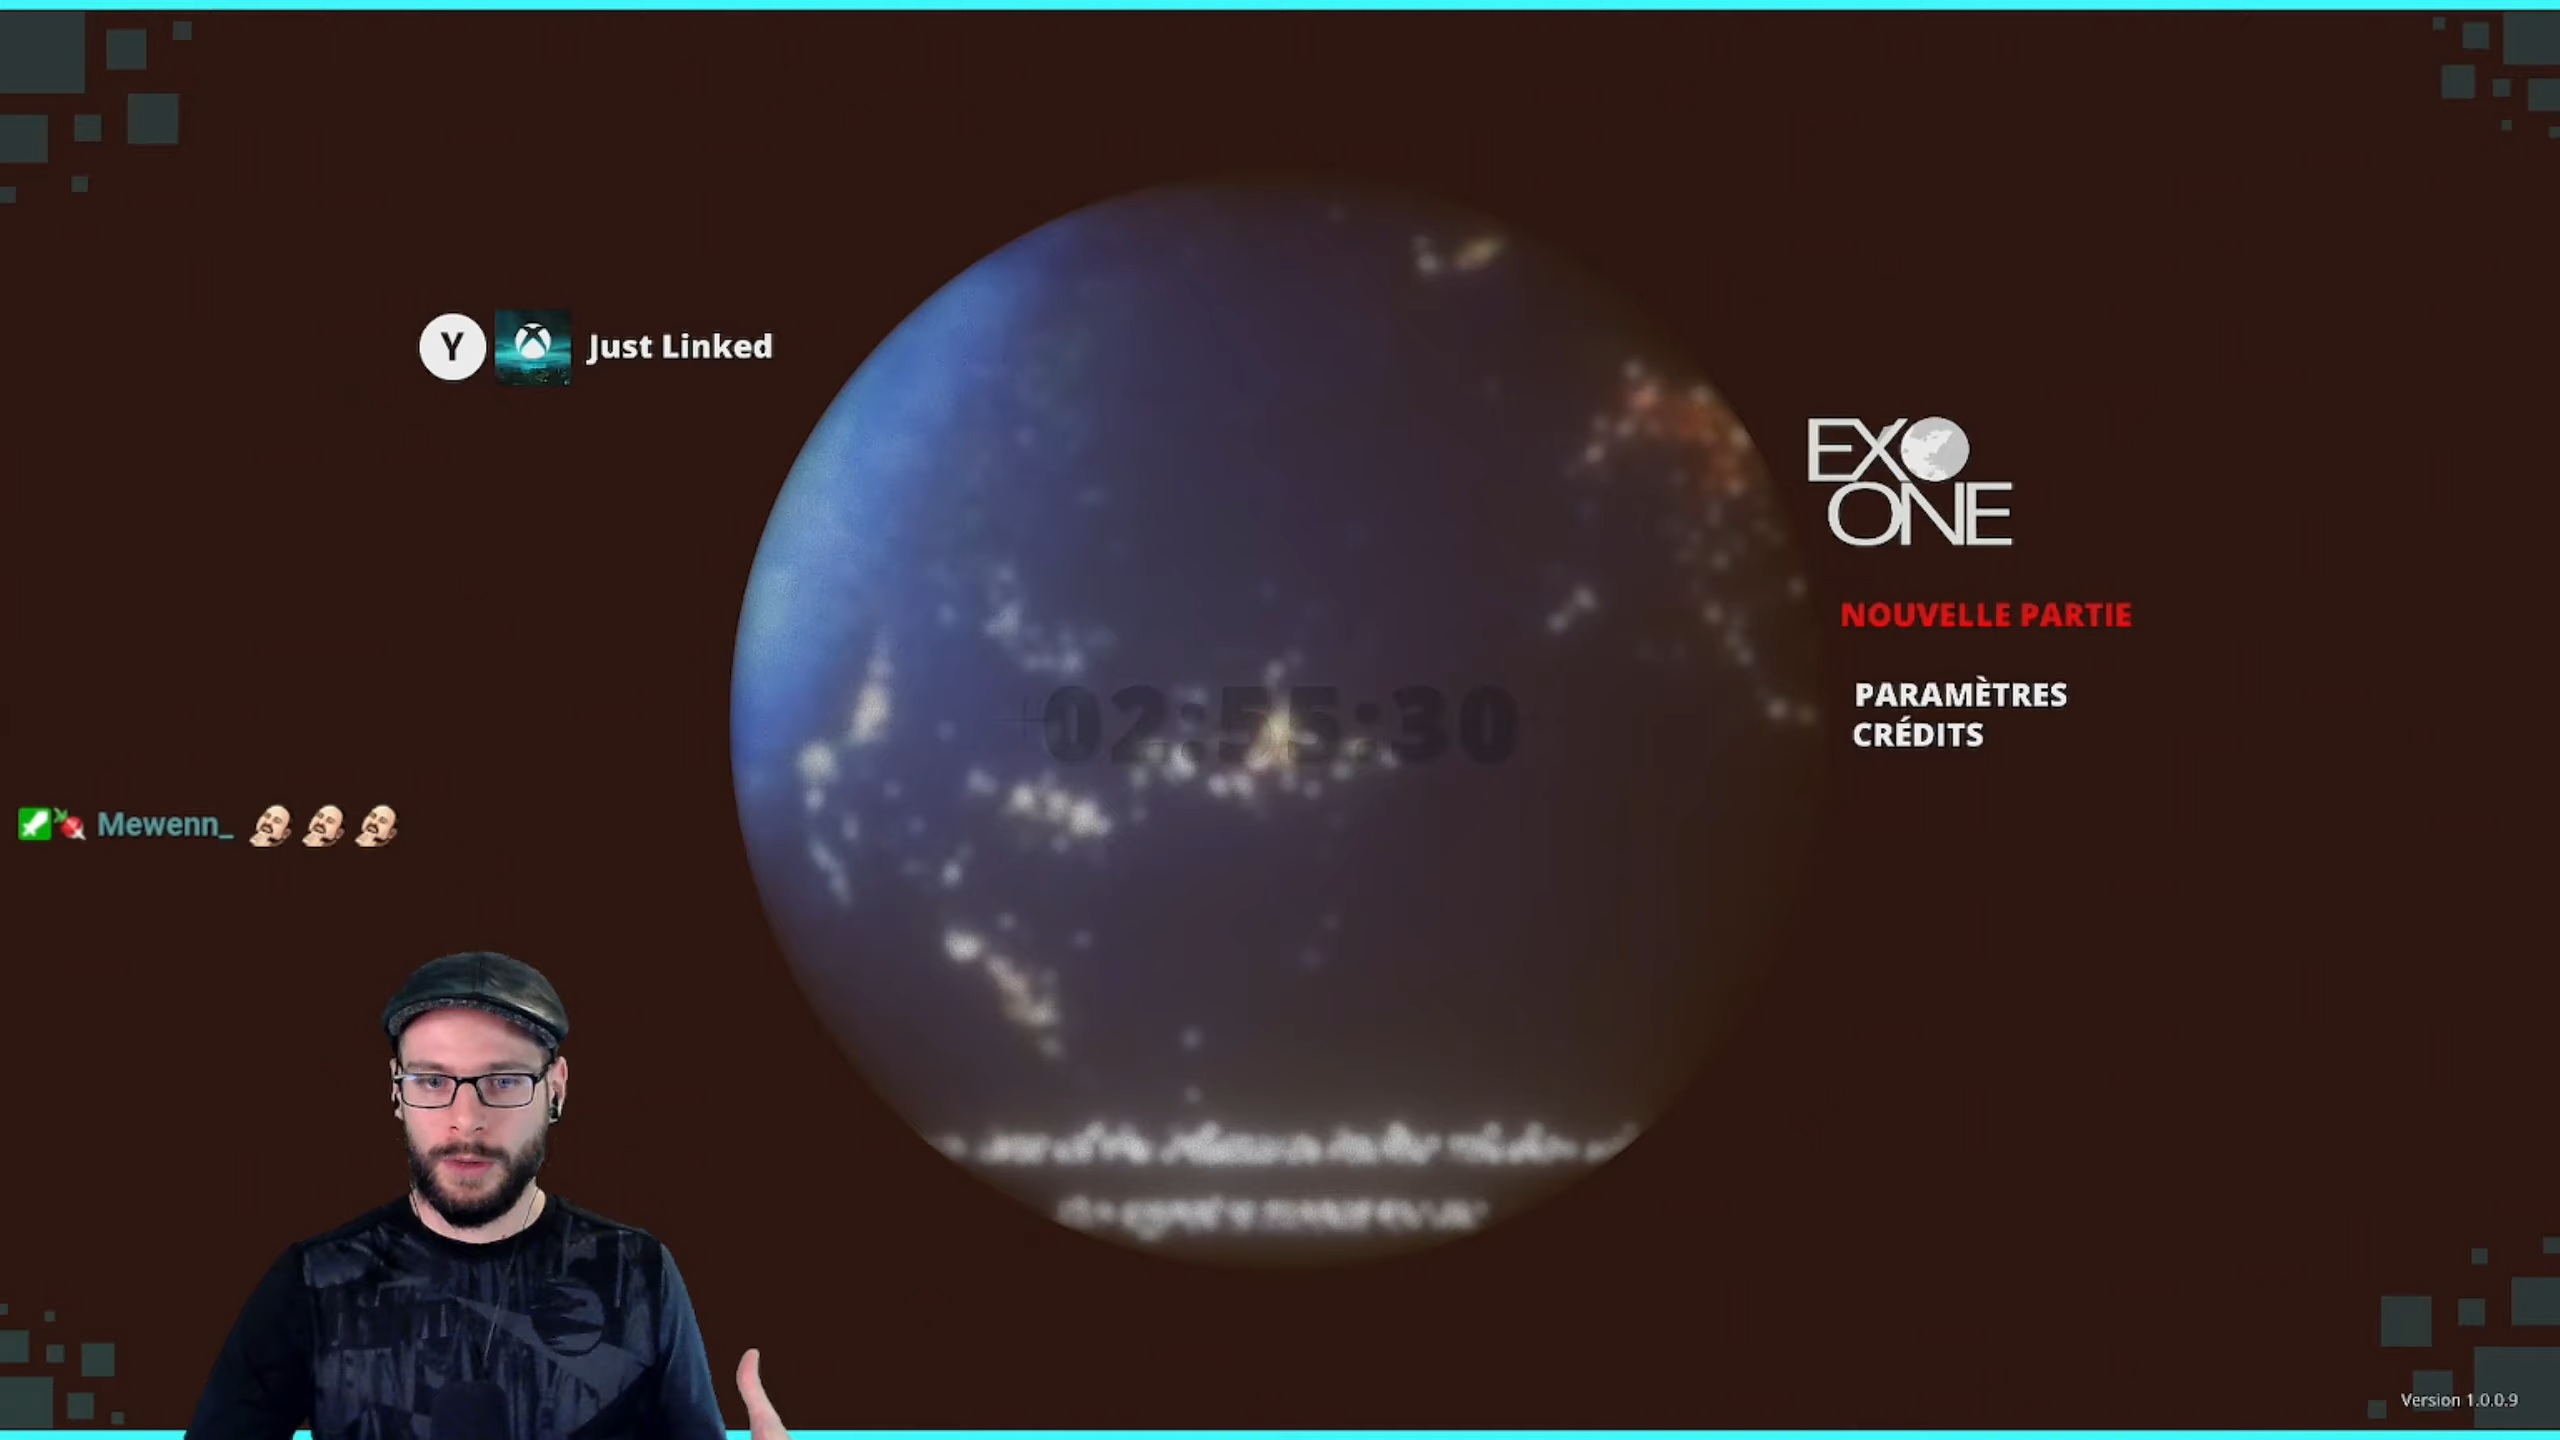 Y Just Linked
EXO
ONE
NOUVELLE PARTIE
02:55:30
PARAMÈTRES
CRÉDITS
Mewenn_
Version 1.0.0.9